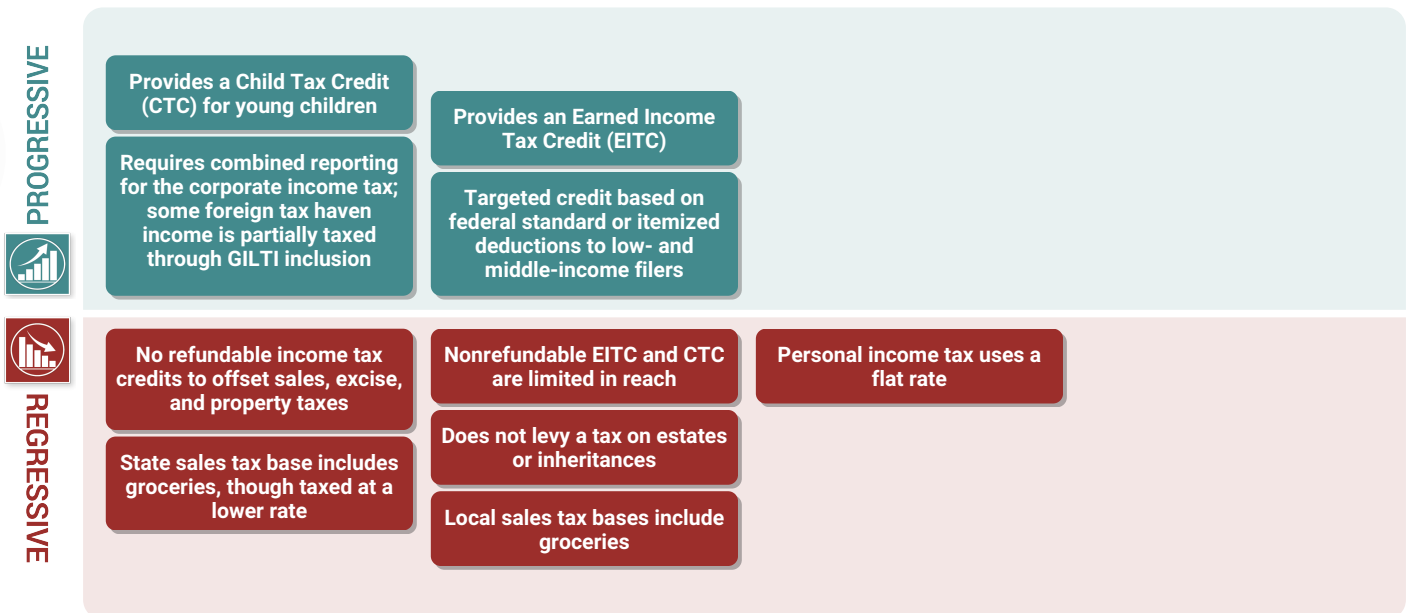 PROGRESSIVE
Provides a Child Tax Credit
(CTC) for young children
Requires combined reporting
for the corporate income tax;
some foreign tax haven
income is partially taxed
through GILTI inclusion
Provides an Earned Income
Tax Credit (EITC)
Targeted credit based on
federal standard or itemized
deductions to low- and
middle-income filers
REGRESSIVE
No refundable income tax
credits to offset sales, excise,
and property taxes
State sales tax base includes
groceries, though taxed at a
lower rate
Nonrefundable EITC and CTC
are limited in reach
Does not levy a tax on estates
or inheritances
Local sales tax bases include
groceries
Personal income tax uses a
flat rate